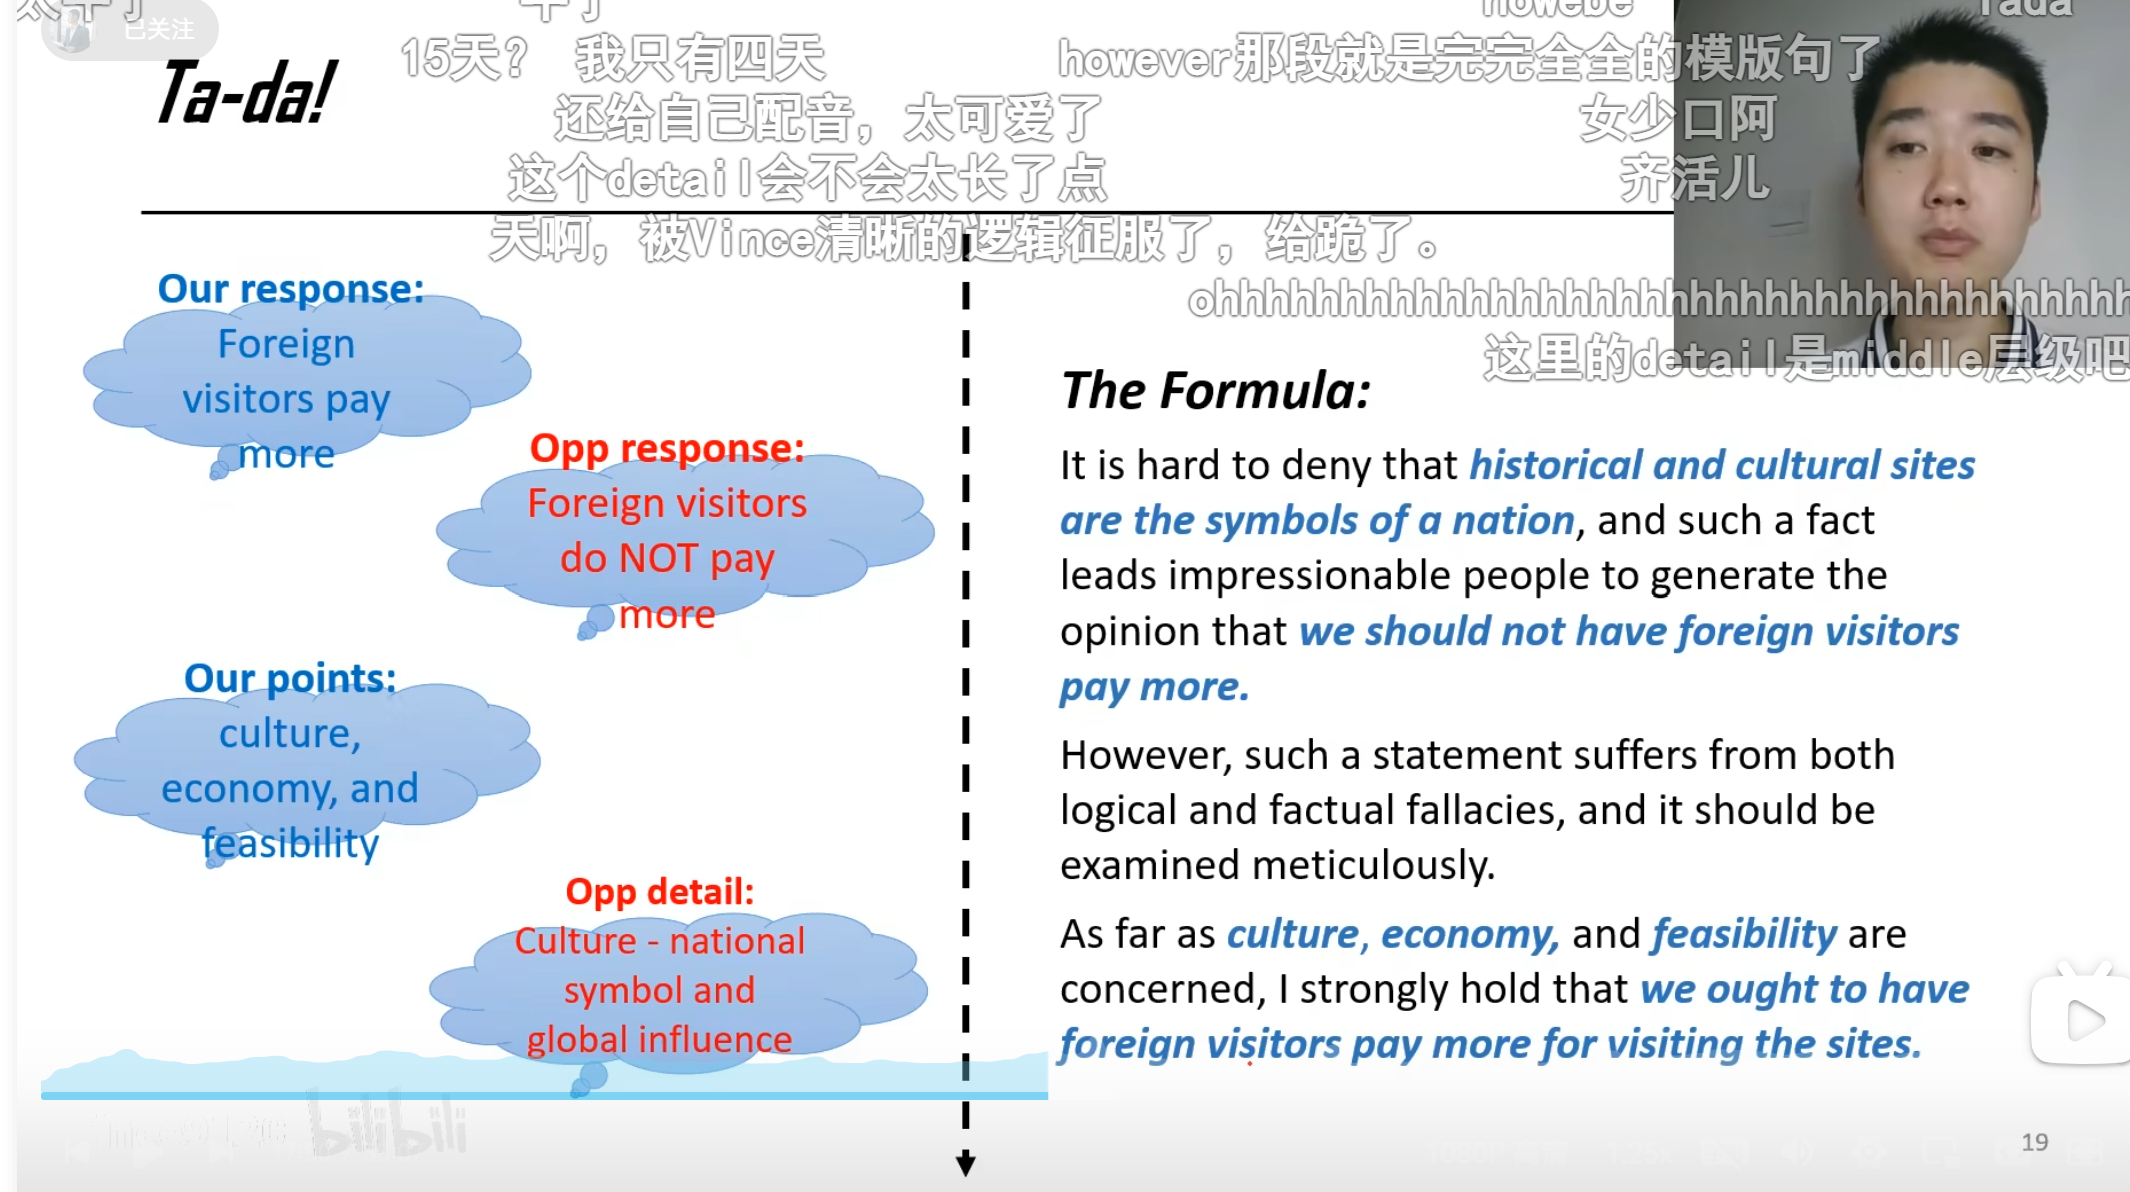 已关注
Ta-da!
15天？
我只有四天
however那段就是完完全全的模版句了
还给自己配音，太可爱了
女少口阿
这个detail会不会太长了点
齐活儿
天啊，被Vince清晰的逻辑征服了，给跪了。
这里的detail是middle层级吧
Our response:
Foreign
visitors pay
more
Opp response:
Foreign visitors
do NOT pay
more
Our points:
culture,
economy, and
feasibility
Opp detail:
Culture - national
symbol and
global influence
The Formula:
It is hard to deny that historical and cultural sites
are the symbols of a nation, and such a fact
leads impressionable people to generate the
opinion that we should not have foreign visitors
pay more.
However, such a statement suffers from both
logical and factual fallacies, and it should be
examined meticulously.
As far as culture, economy, and feasibility are
concerned, I strongly hold that we ought to have
foreign visitors pay more for visiting the sites.
bilibili
19